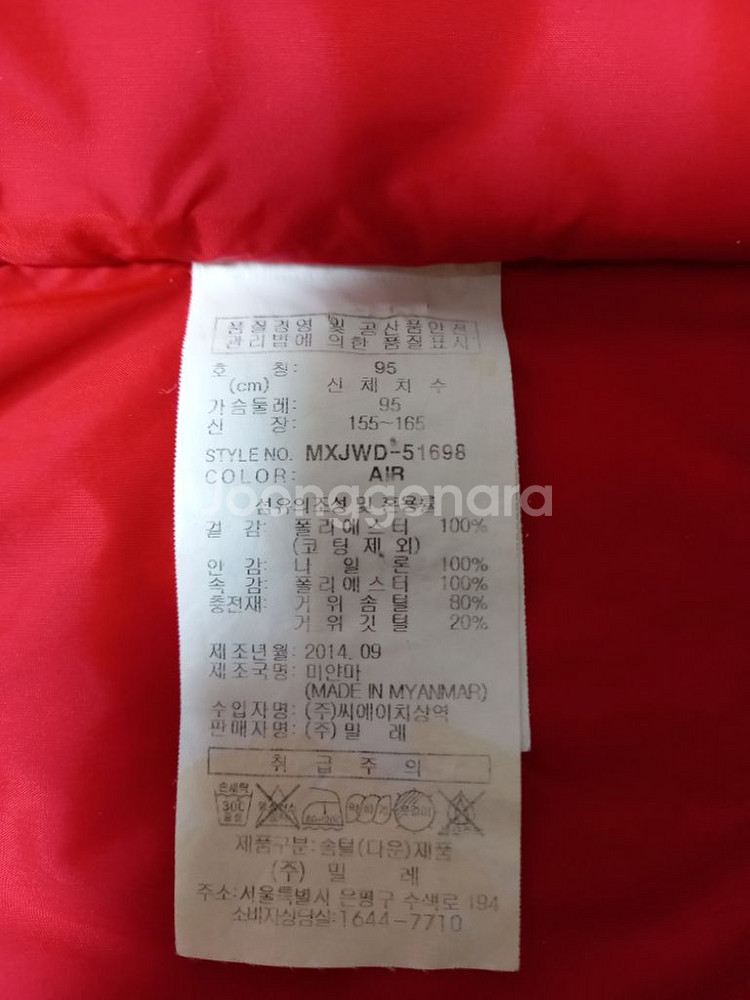 품질경영 및 공산품안전
관리법에 의한 품질표시
호 칭: 95
(cm) 신체치수
가슴둘레: 95
신 장: 155~165
STYLE NO. MXJWD-51698
COLOR: AIR
섬유의조성 및 혼용률
Joonggonara
겉 감: 폴리에스터 100%
(코팅제외)
안 감: 나 일 론 100%
속 감: 폴리에스터 100%
충전재: 거위솜털 80%
거위깃털 20%
제조년월: 2014. 09
제조국명: 미얀마
(MADE IN MYANMAR)
수입자명: (주)씨에이치상역
판매자명: (주) 밀 레
취 급 주 의
손세탁
30℃
중성
제품구분: 솜털(다운)제품
(주) 밀 레
주소:서울특별시 은평구 수색로 194
소비자상담실:1644-7710